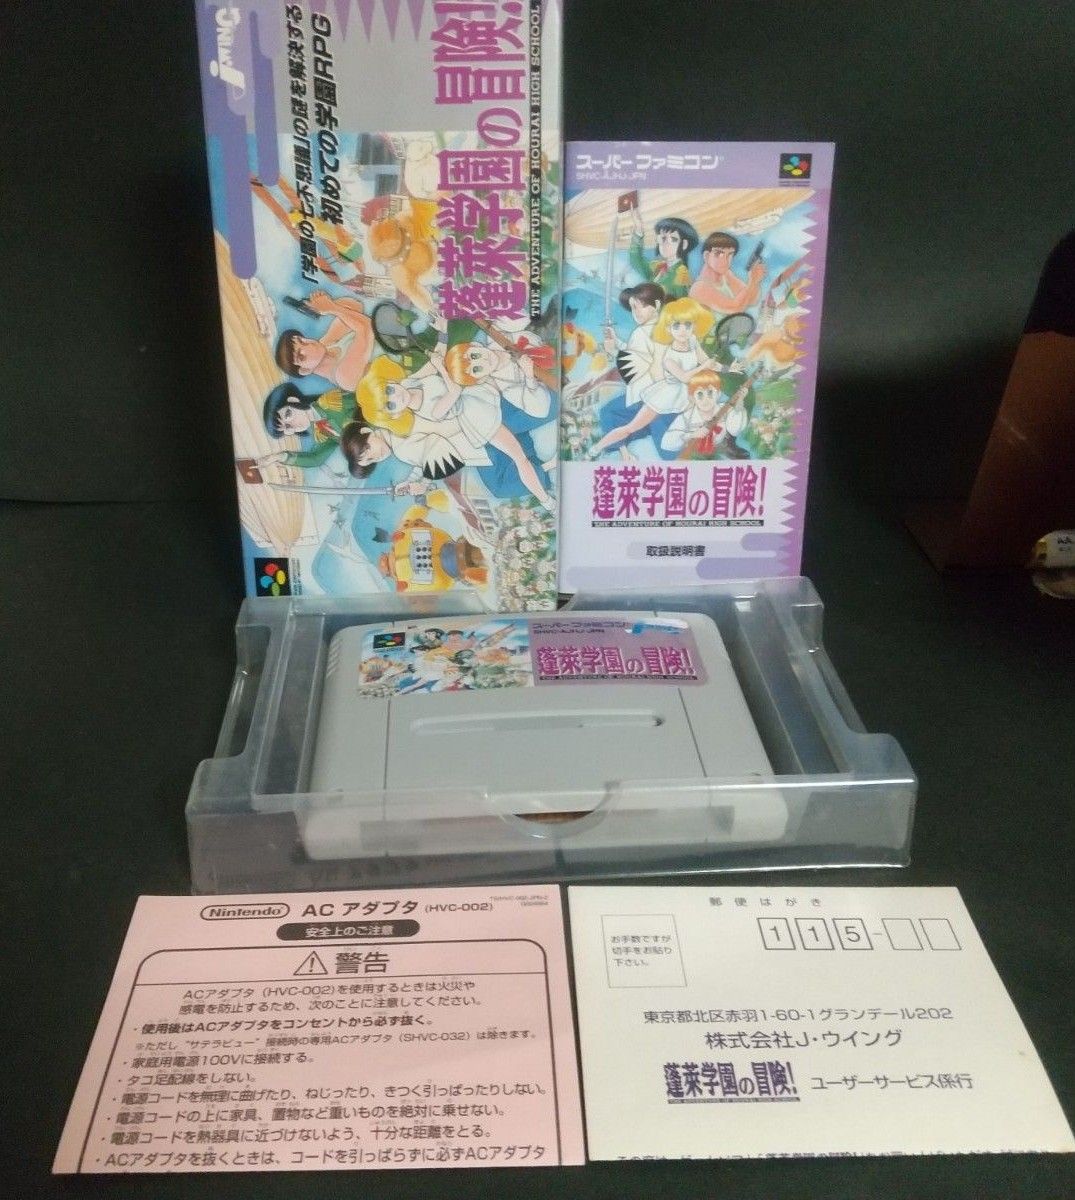 J-WING
「学園の七不思議」の謎を解決する
初めての学園RPG
蓬莱学園の冒険
THE ADVENTURE OF HOURAI HIGH SCHOOL
スーパーファミコン
SHVC-AJHJ-JPN
蓬莱学園の冒険!
THE ADVENTURE OF HOURAI HIGH SCHOOL
取扱説明書
スーパーファミコン
SHVC-AJHJ-JPN
蓬莱学園の冒険!
THE ADVENTURE OF HOURAI HIGH SCHOOL
Nintendo ACアダプタ (HVC-002)
安全上のご注意
警告
ACアダプタ(HVC-002)を使用するときは火災や
感電を防止するため、次のことに注意してください。
・使用後はACアダプタをコンセントから必ず抜く。
※ただし"サテラビュー"接続時の専用ACアダプタ(SHVC-032)は除きます。
・家庭用電源100Vに接続する。
・タコ足配線をしない。
・電源コードを無理に曲げたり、ねじったり、きつく引っぱったりしない。
・電源コードの上に家具、置物など重いものを絶対に乗せない。
・電源コードを熱器具に近づけないよう、十分な距離をとる。
・ACアダプタを抜くときは、コードを引っぱらずに必ずACアダプタ
郵便はがき
115-
お手数ですが
切手をお貼り
下さい。
東京都北区赤羽1-60-1グランデール202
株式会社J・ウイング
蓬莱学園の冒険!
THE ADVENTURE OF HOURAI HIGH SCHOOL
ユーザーサービス係行